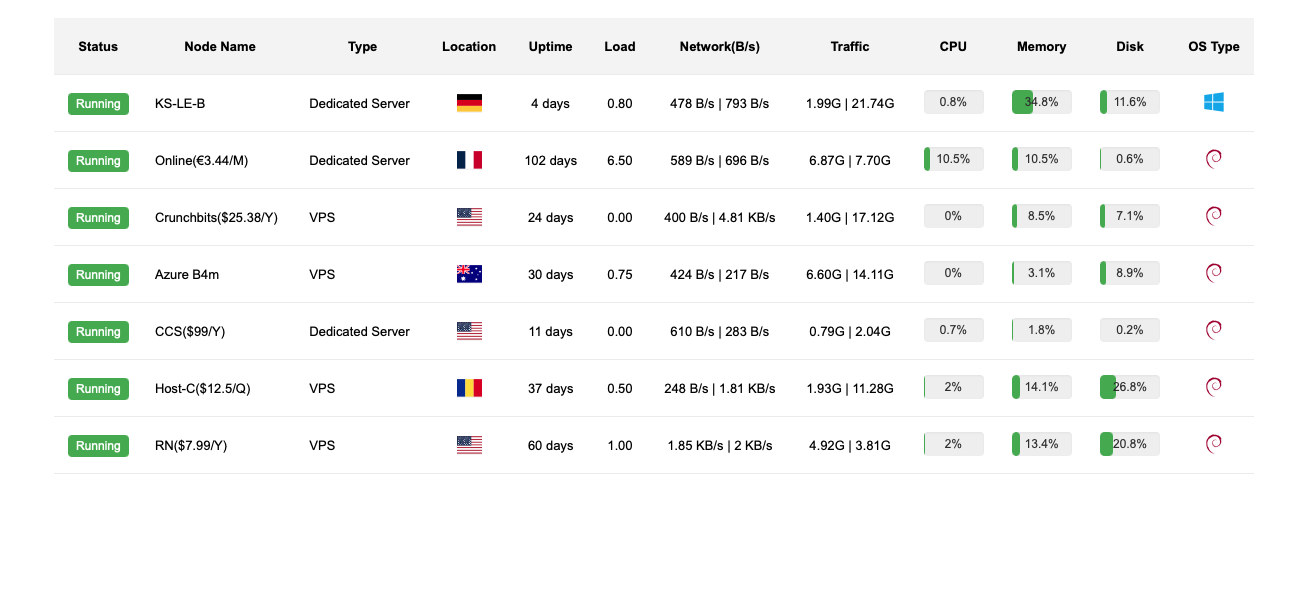 Status Node Name Type Location Uptime Load Network(B/s) Traffic CPU Memory Disk OS Type
Running KS-LE-B Dedicated Server 4 days 0.80 478 B/s | 793 B/s 1.99G | 21.74G 0.8% 34.8% 11.6%
Running Online(€3.44/M) Dedicated Server 102 days 6.50 589 B/s | 696 B/s 6.87G | 7.70G 10.5% 10.5% 0.6%
Running Crunchbits($25.38/Y) VPS 24 days 0.00 400 B/s | 4.81 KB/s 1.40G | 17.12G 0% 8.5% 7.1%
Running Azure B4m VPS 30 days 0.75 424 B/s | 217 B/s 6.60G | 14.11G 0% 3.1% 8.9%
Running CCS($99/Y) Dedicated Server 11 days 0.00 610 B/s | 283 B/s 0.79G | 2.04G 0.7% 1.8% 0.2%
Running Host-C($12.5/Q) VPS 37 days 0.50 248 B/s | 1.81 KB/s 1.93G | 11.28G 2% 14.1% 26.8%
Running RN($7.99/Y) VPS 60 days 1.00 1.85 KB/s | 2 KB/s 4.92G | 3.81G 2% 13.4% 20.8%